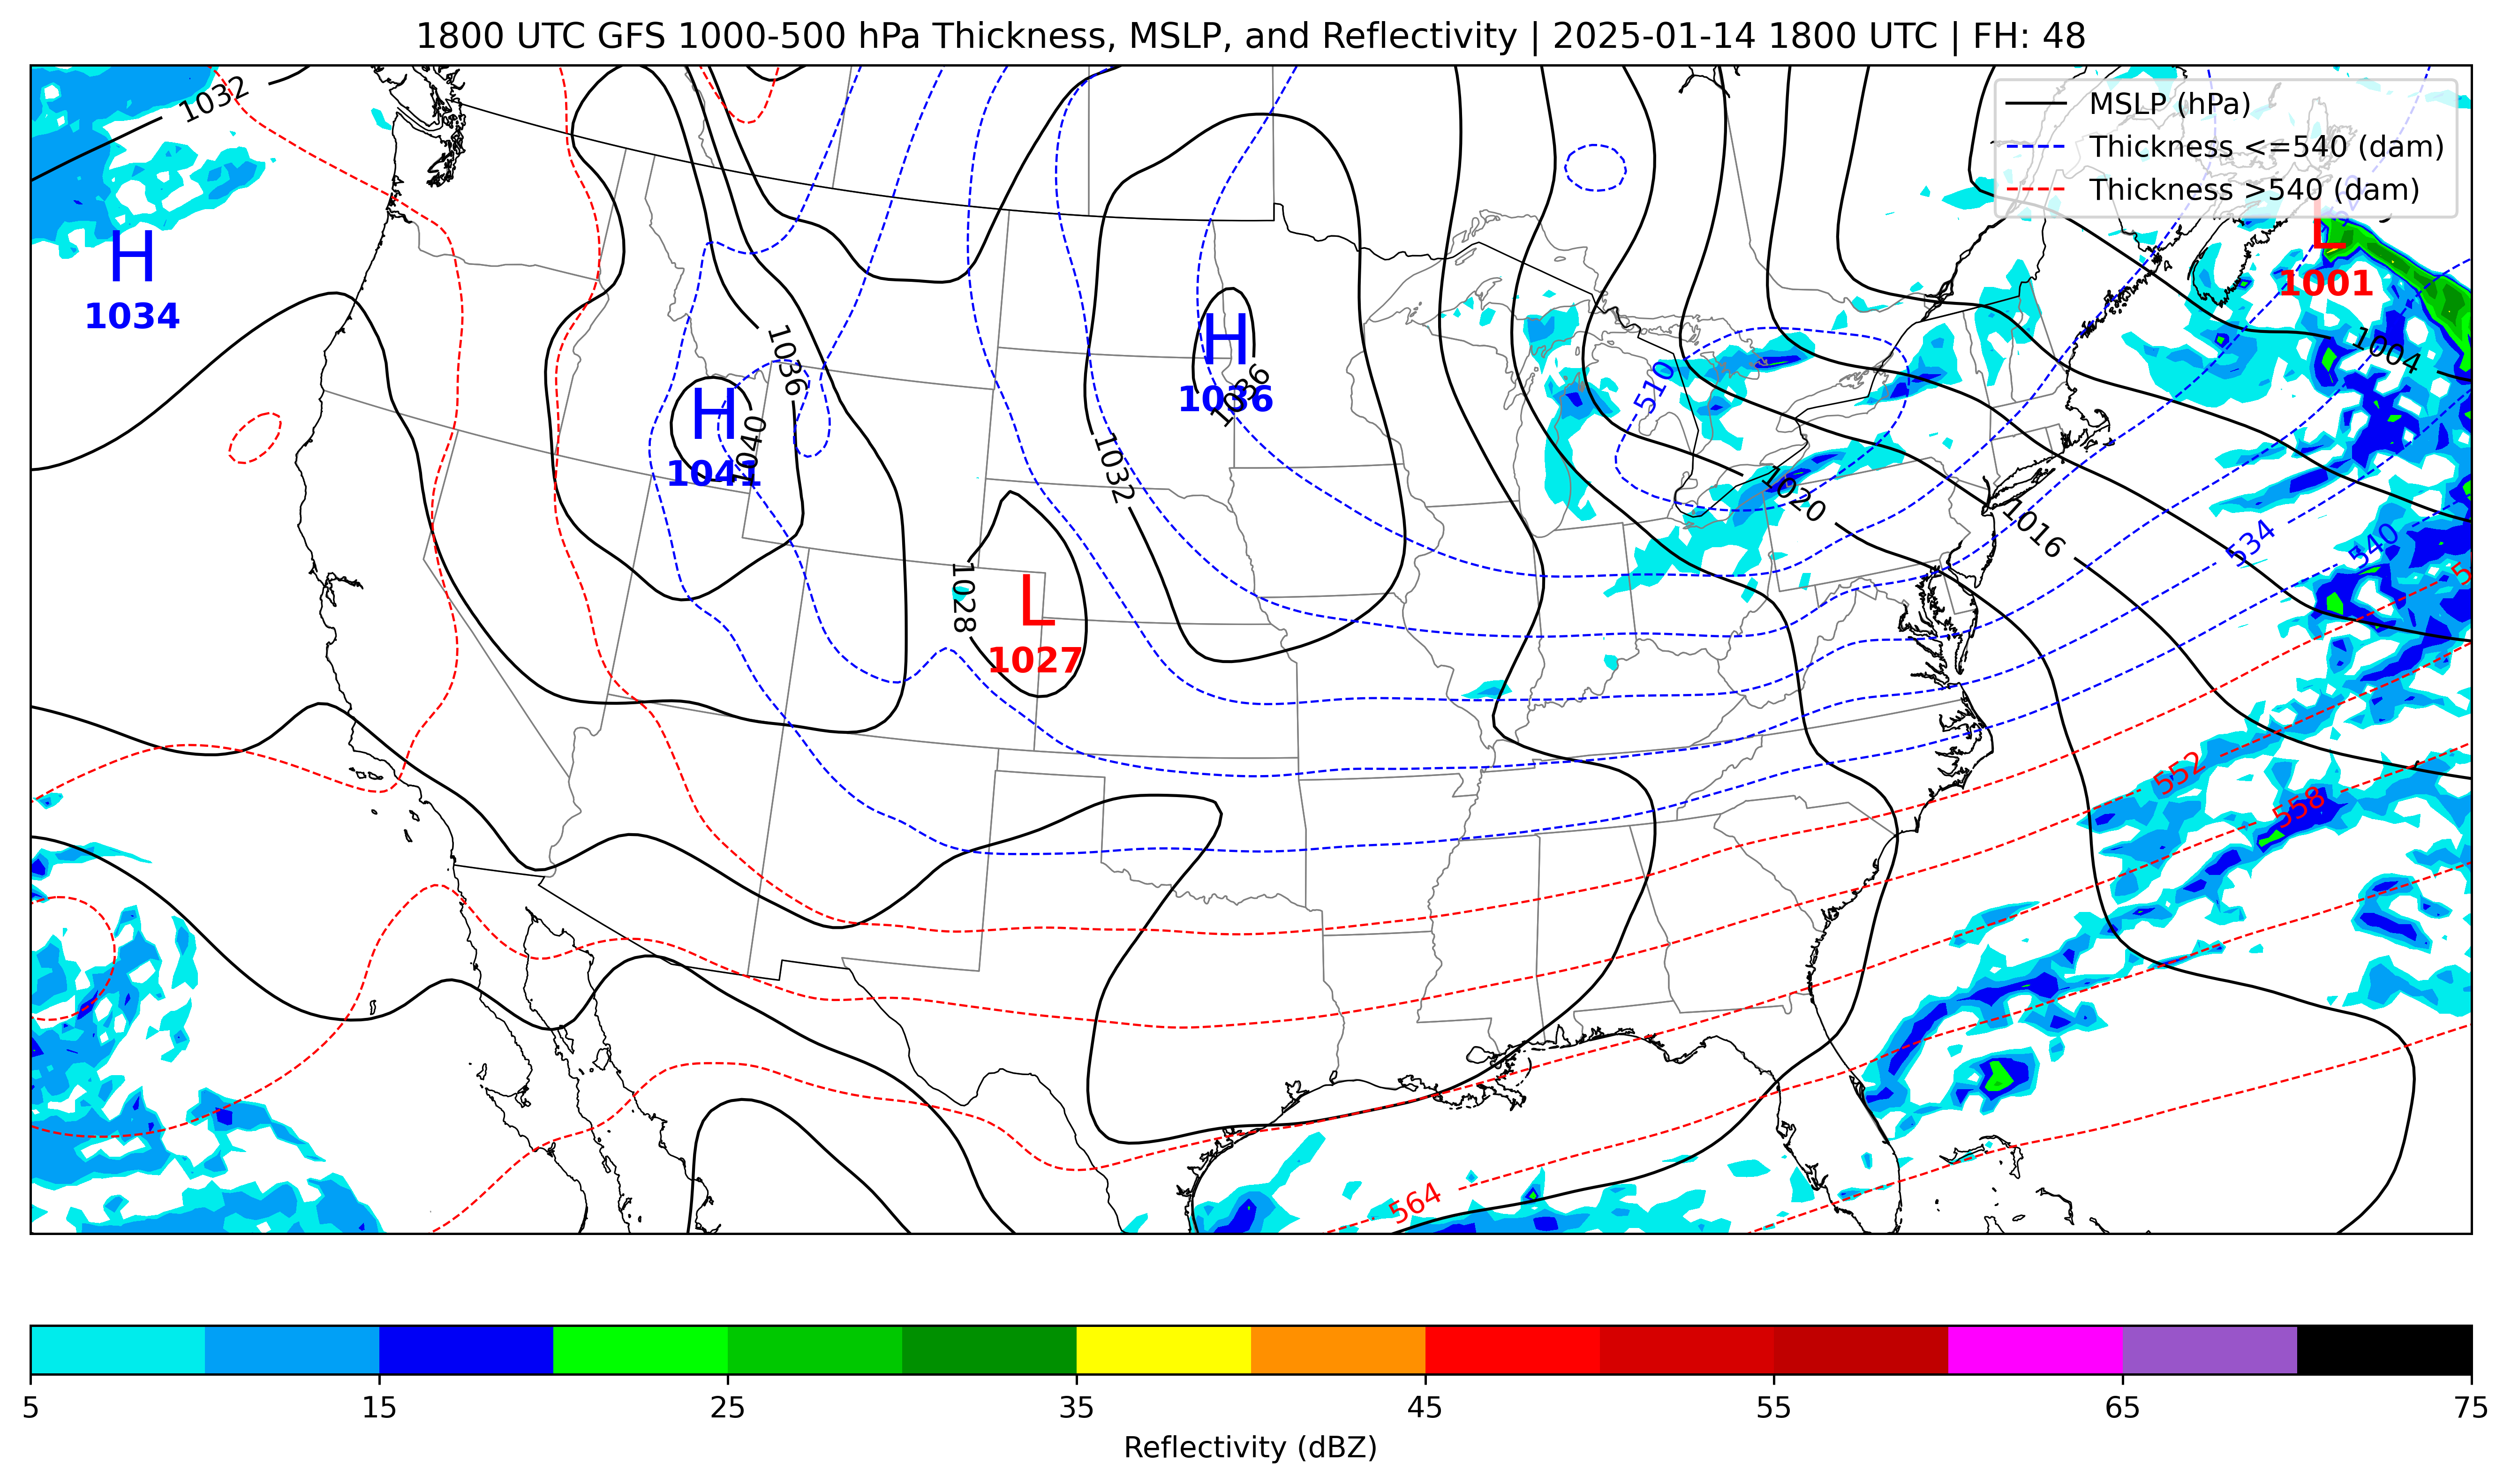 1800 UTC GFS 1000-500 hPa Thickness, MSLP, and Reflectivity | 2025-01-14 1800 UTC | FH: 48
MSLP (hPa)
Thickness <=540 (dam)
Thickness >540 (dam)
1032
H
1034
L
1001
1004
H
1036
1036
1036
H
1041
1040
510
1032
1020
1016
534
540
1028
L
1027
552
558
564
5
15
25
35
45
55
65
75
Reflectivity (dBZ)